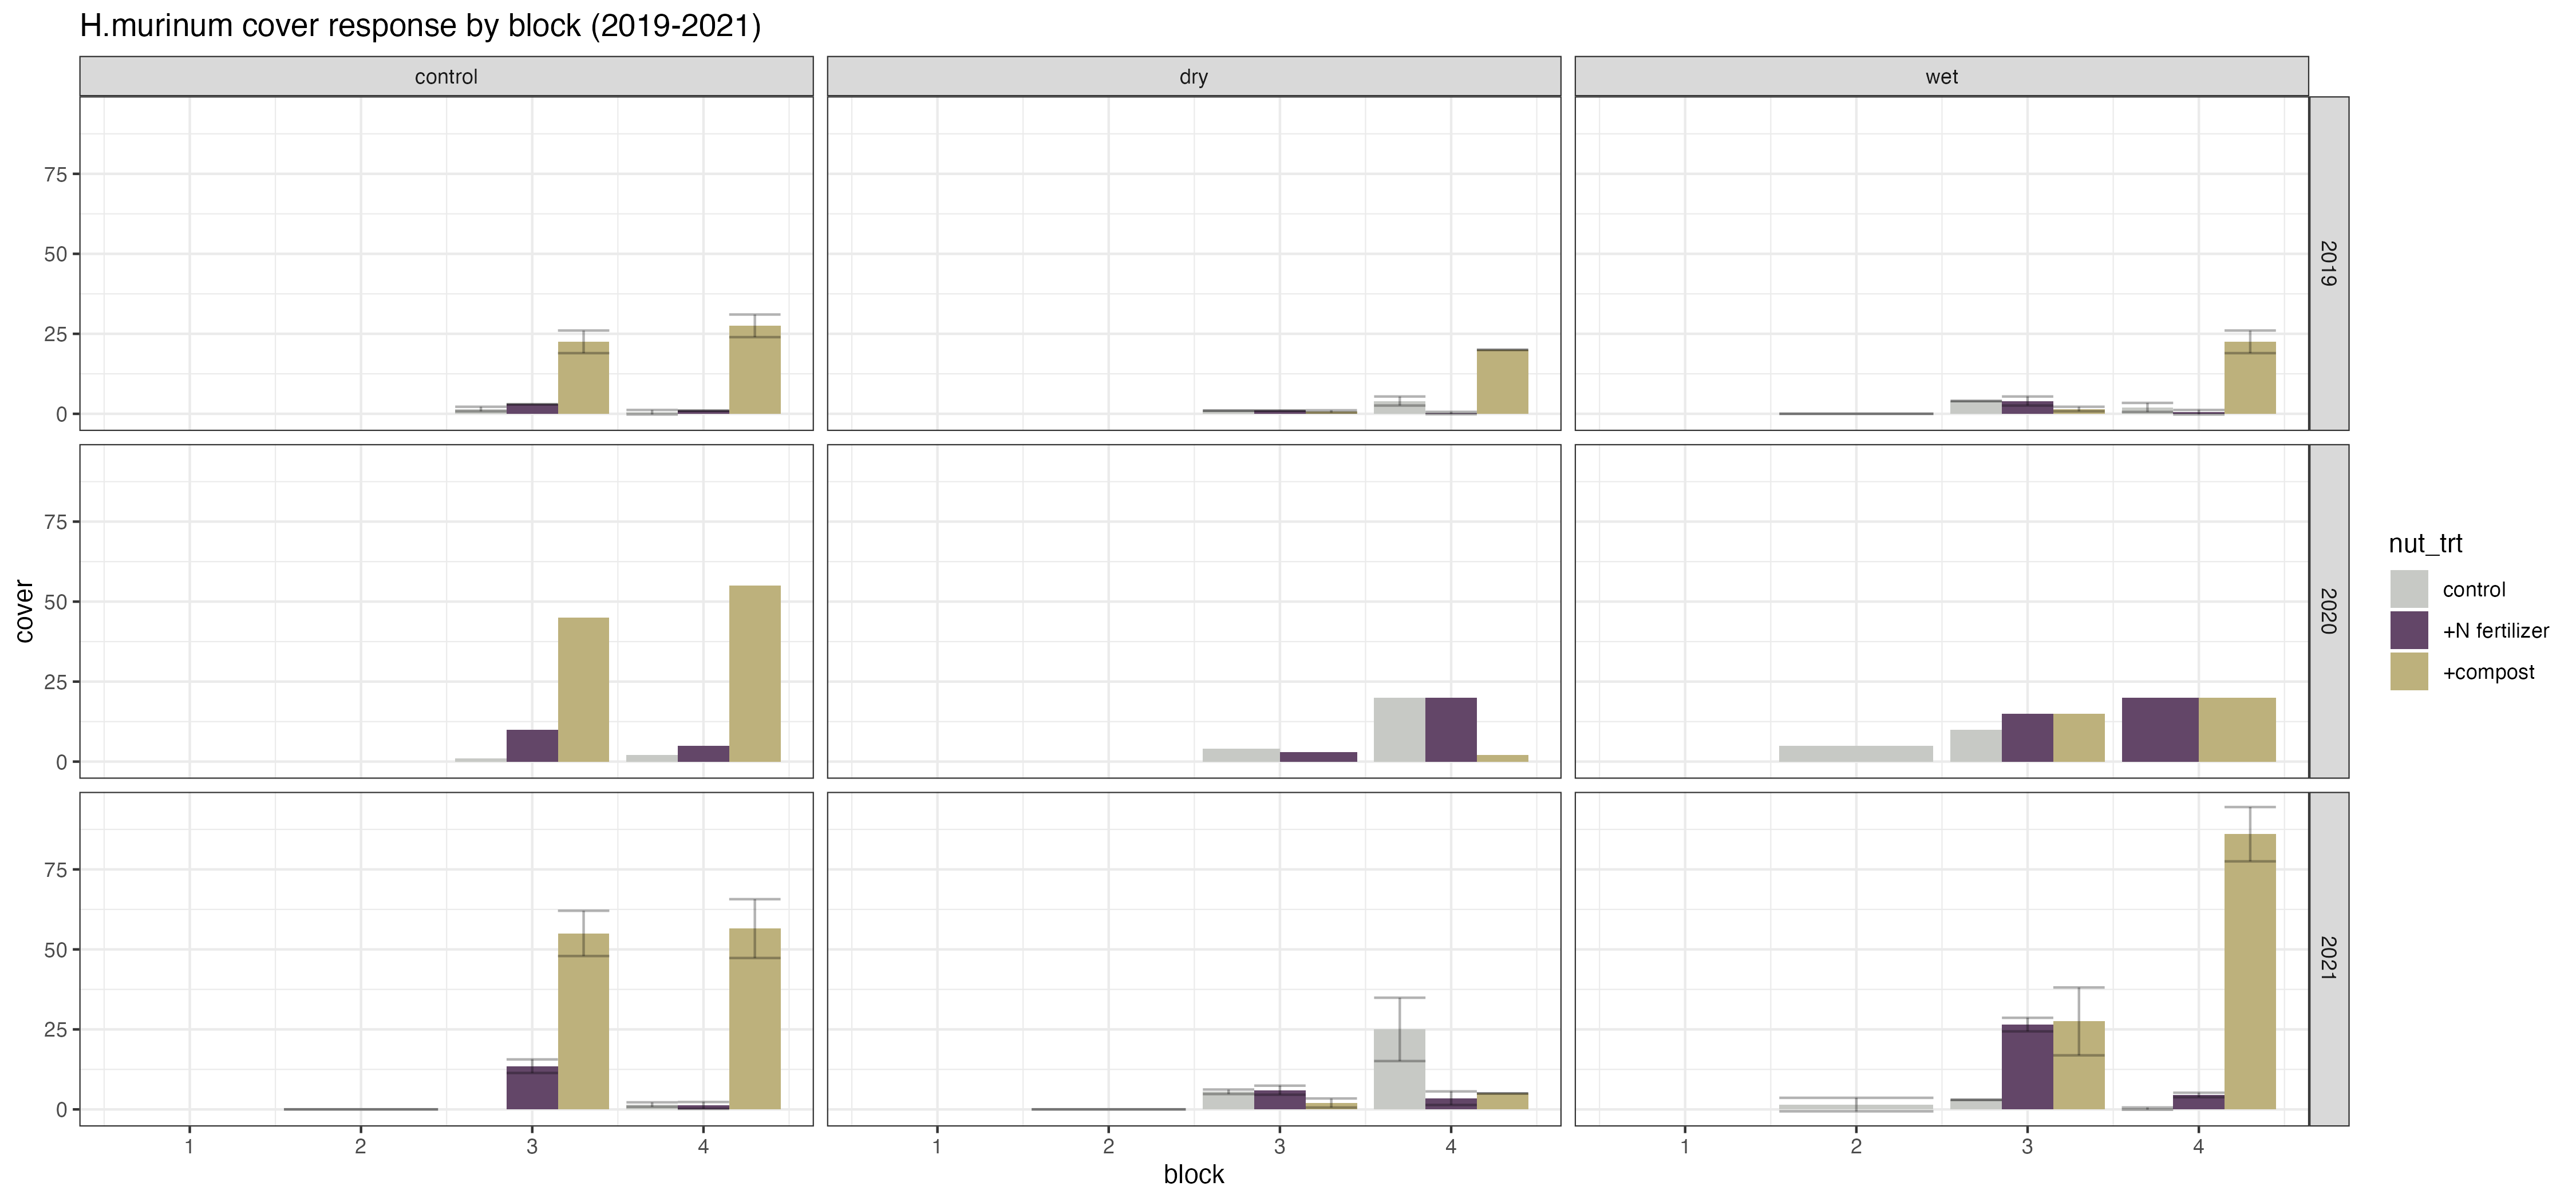 H.murinum cover response by block (2019-2021)
control
dry
wet
75
50
25
0
2019
75
50
25
0
2020
75
50
25
0
2021
cover
1 2 3 4
1 2 3 4
1 2 3 4
block
nut_trt
control
+N fertilizer
+compost